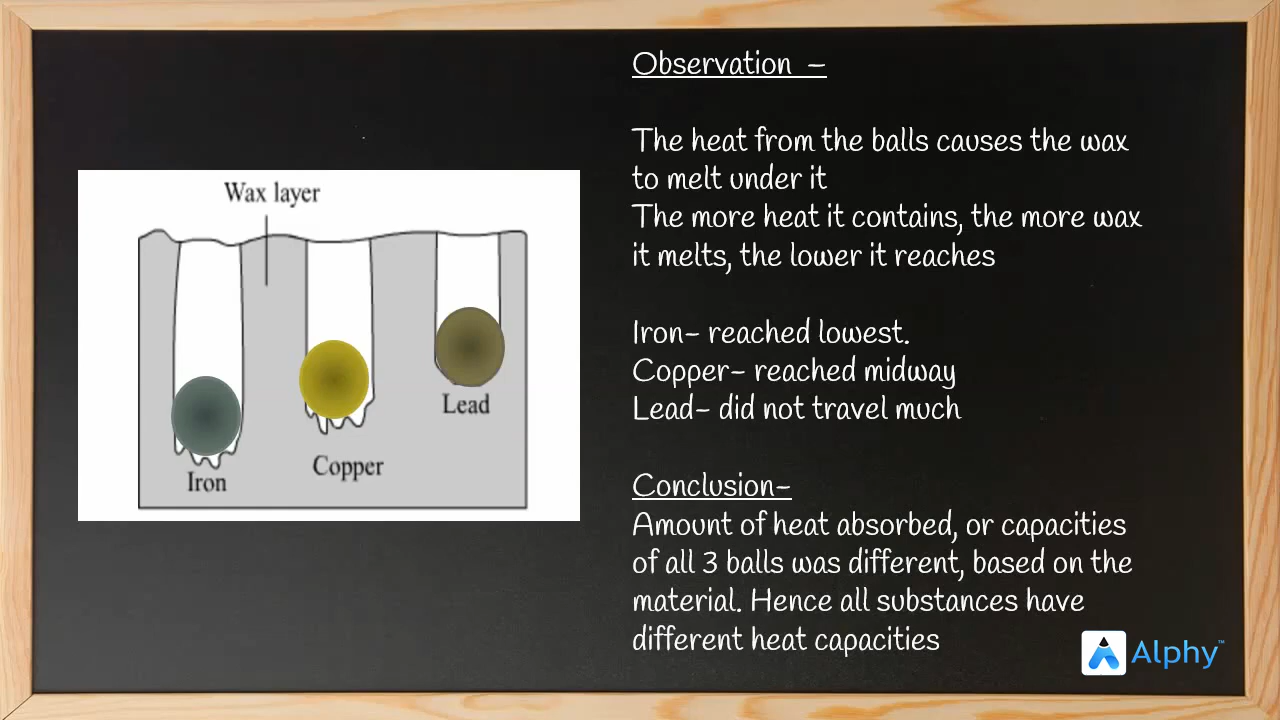 Wax layer
Iron
Copper
Lead
Observation –
The heat from the balls causes the wax
to melt under it
The more heat it contains, the more wax
it melts, the lower it reaches
Iron– reached lowest.
Copper– reached midway
Lead– did not travel much
Conclusion–
Amount of heat absorbed, or capacities
of all 3 balls was different, based on the
material. Hence all substances have
different heat capacities
Alphy™